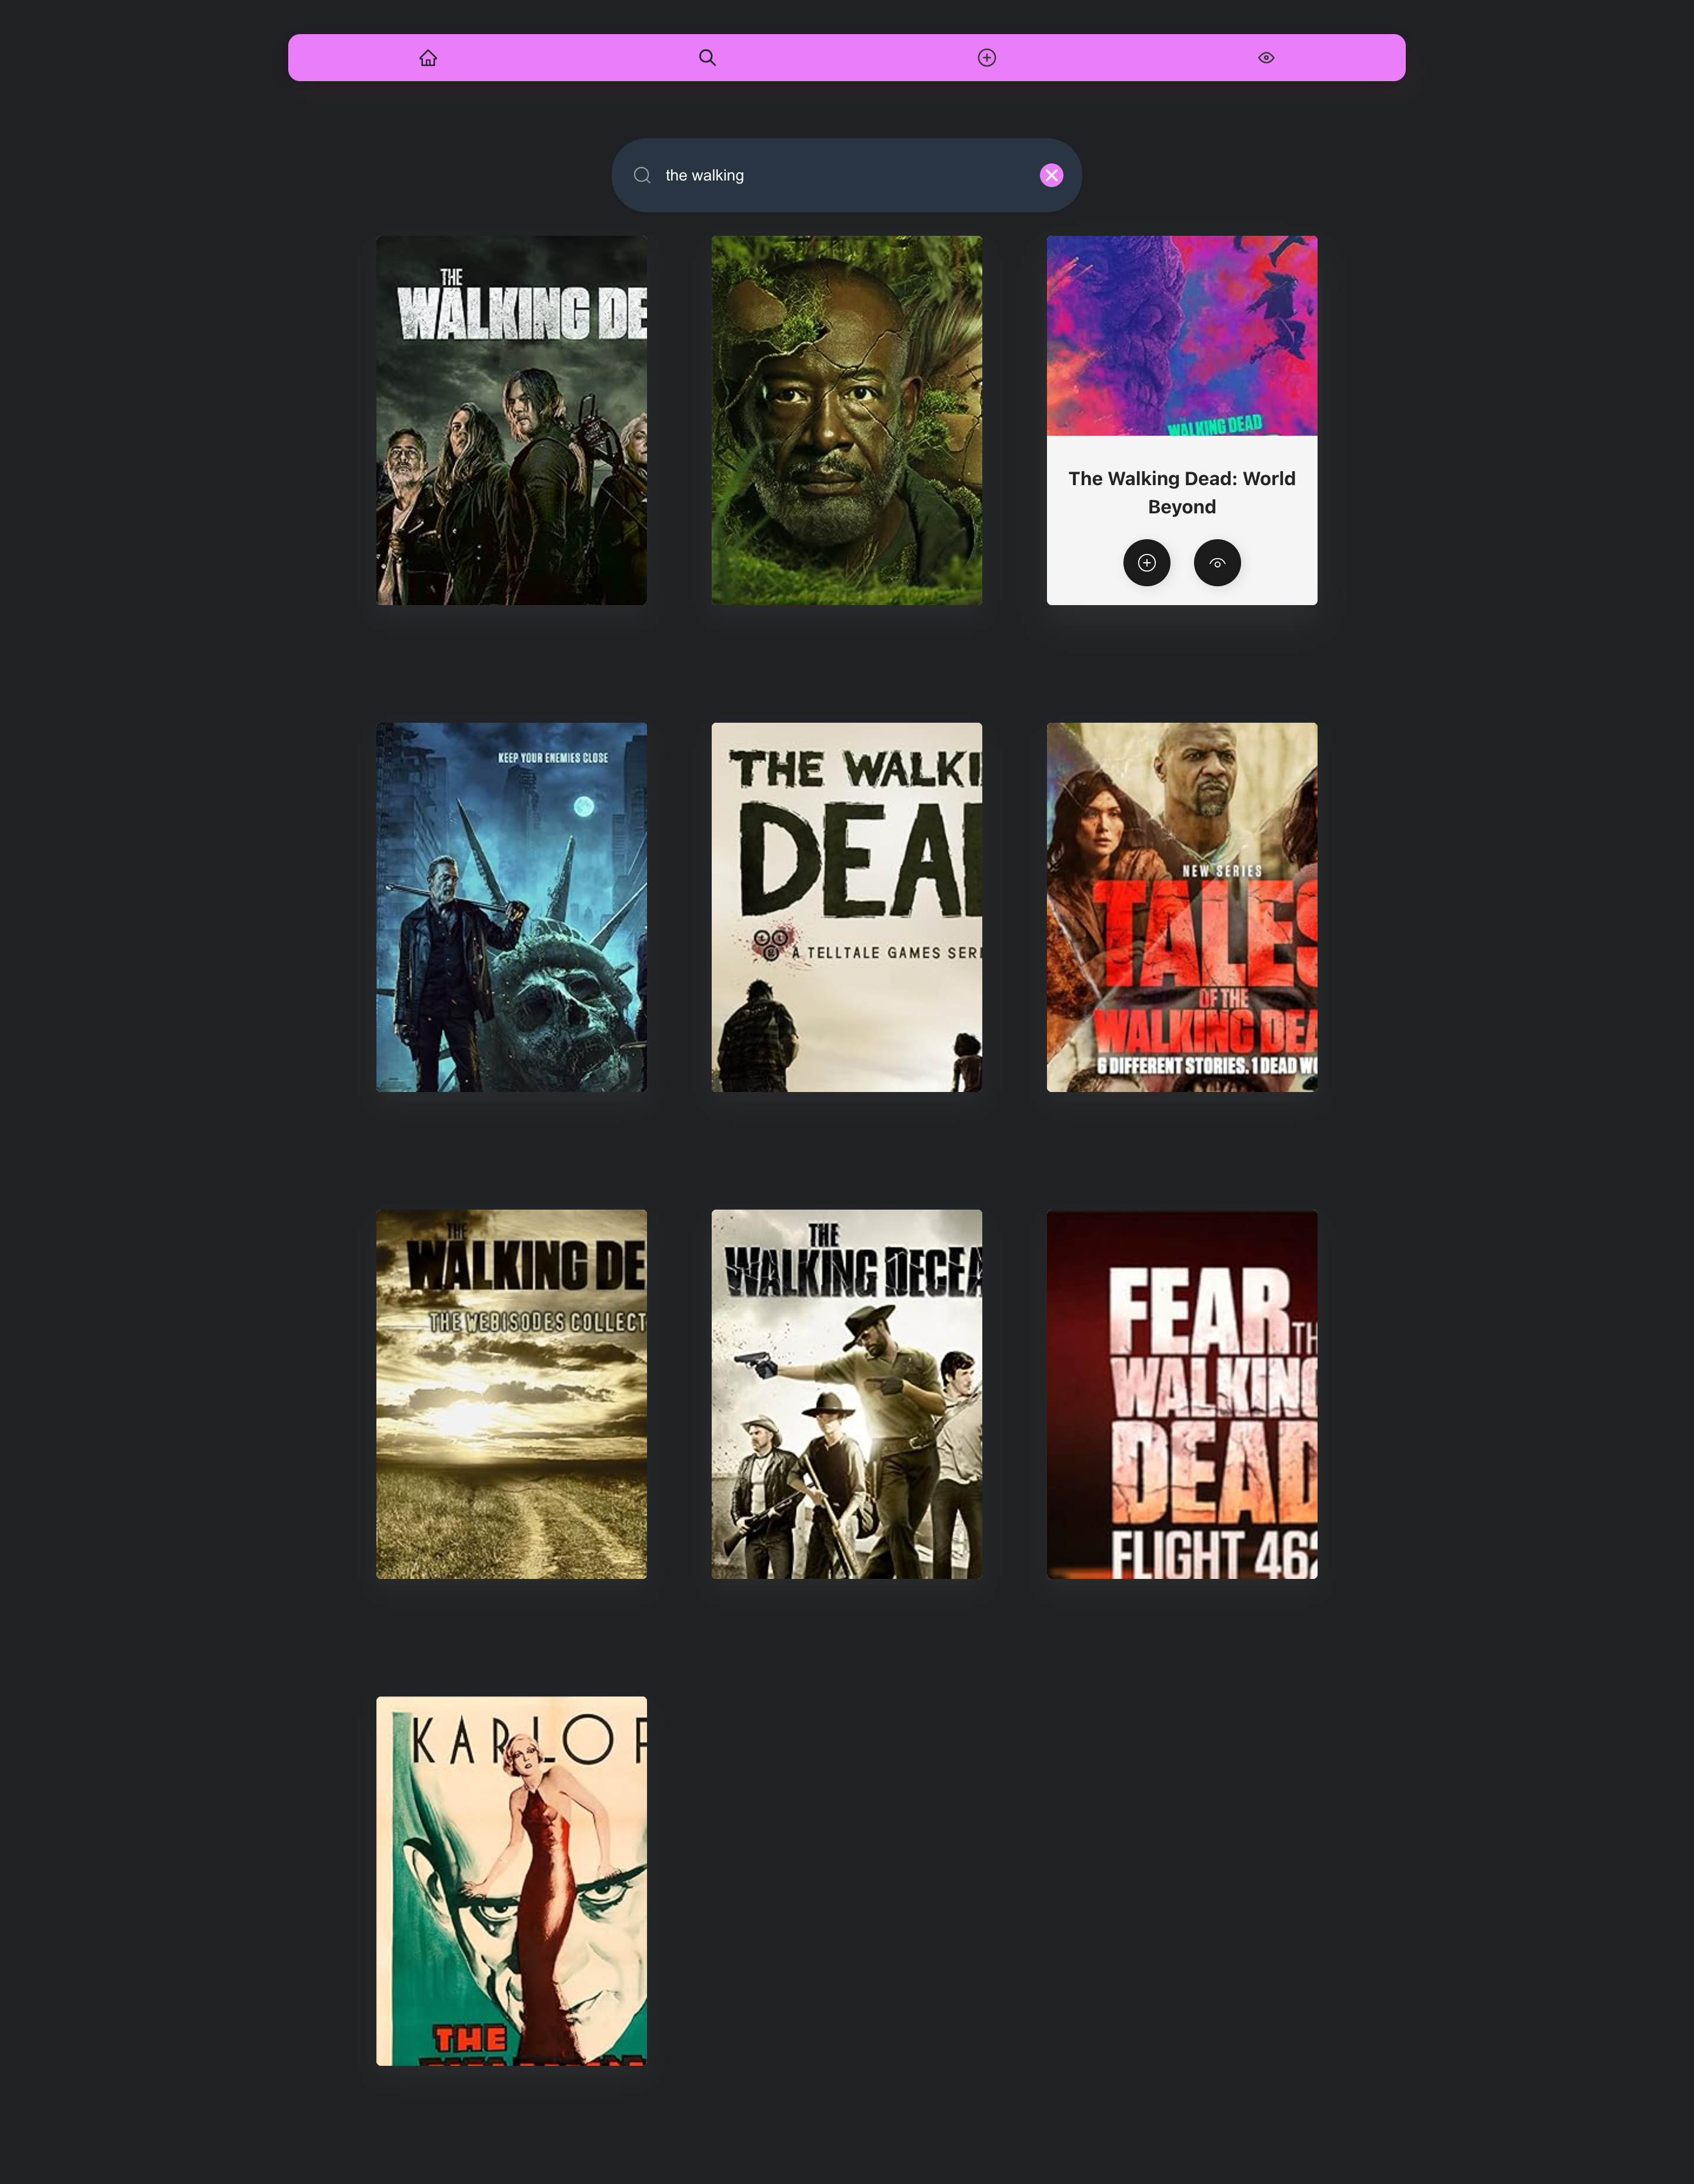 the walking
THE
WALKING DE
WALKING DEAD
The Walking Dead: World
Beyond
KEEP YOUR ENEMIES CLOSE
THE WALKI
DEA
A TELLTALE GAMES SERI
NEW SERIES
TALES
OF THE
WALKING DEA
6 DIFFERENT STORIES. 1 DEAD WO
THE
WALKING DE
THE WEBISODES COLLECT
THE
WALKING DECEA
FEAR TH
WALKING
DEAD
FLIGHT 462
KARLOF
THE